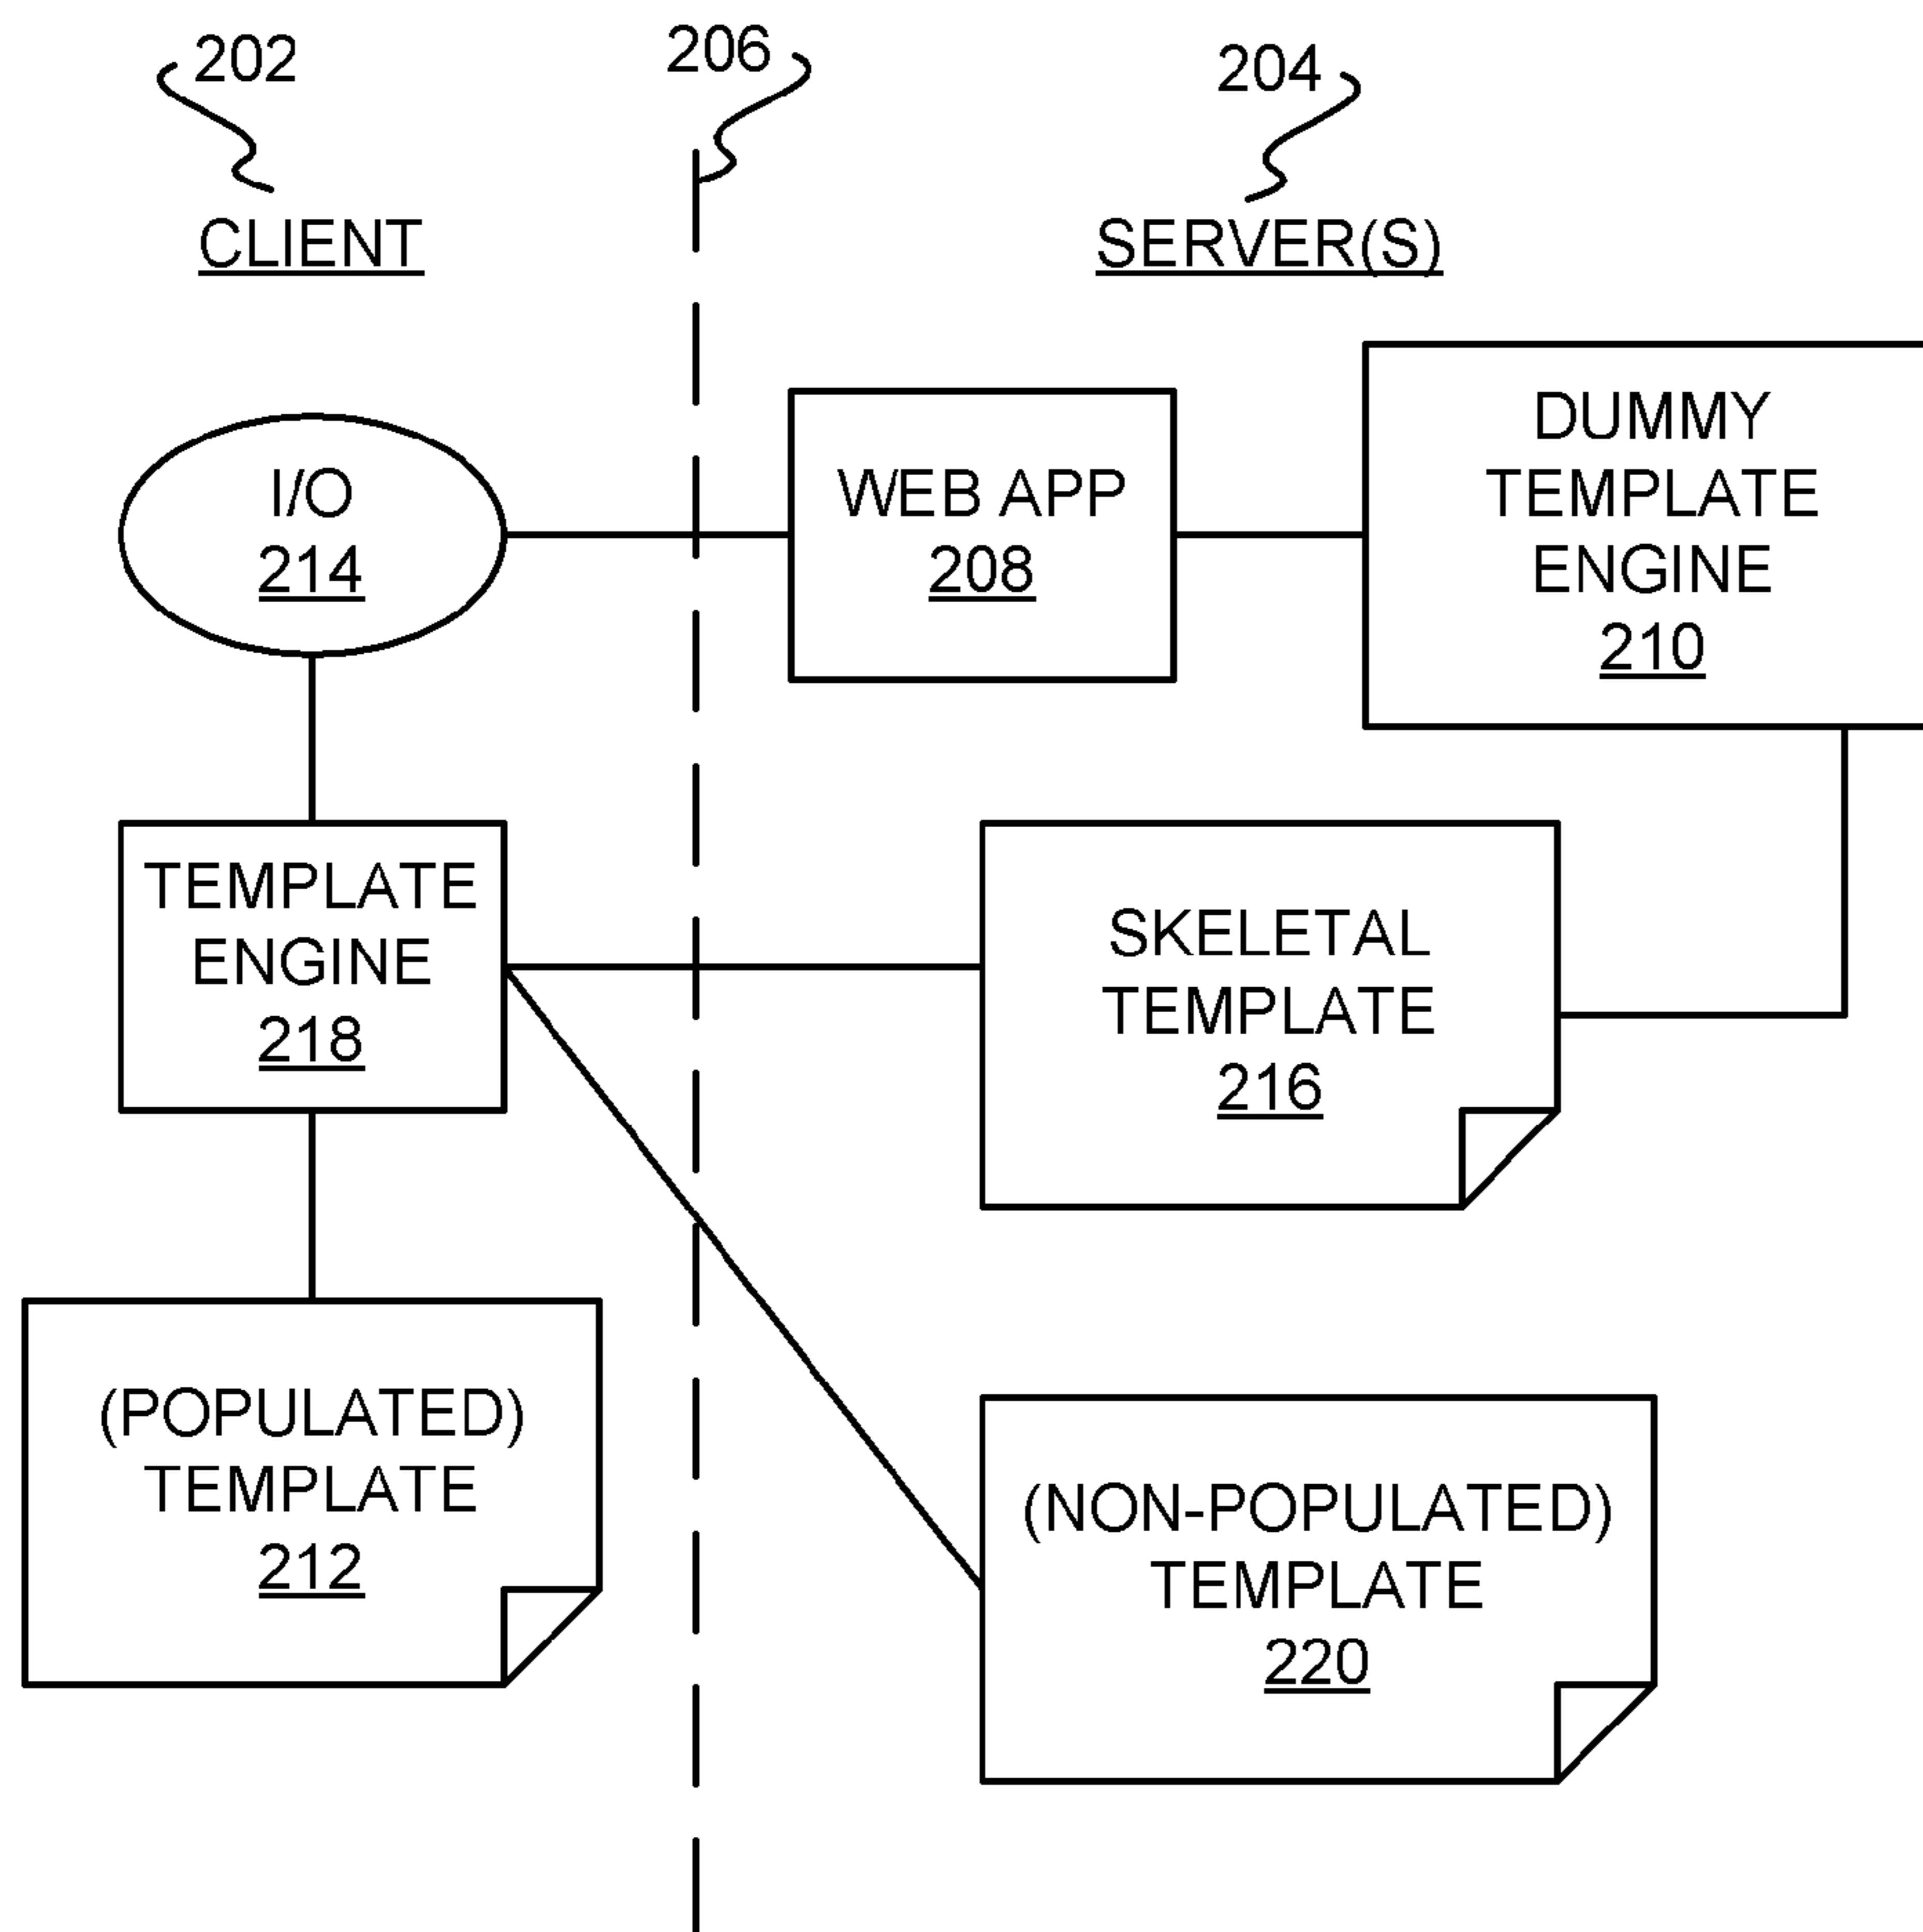 202
206
204
CLIENT
SERVER(S)
I/O
214
WEB APP
208
DUMMY
TEMPLATE
ENGINE
210
TEMPLATE
ENGINE
218
SKELETAL
TEMPLATE
216
(POPULATED)
TEMPLATE
212
(NON-POPULATED)
TEMPLATE
220